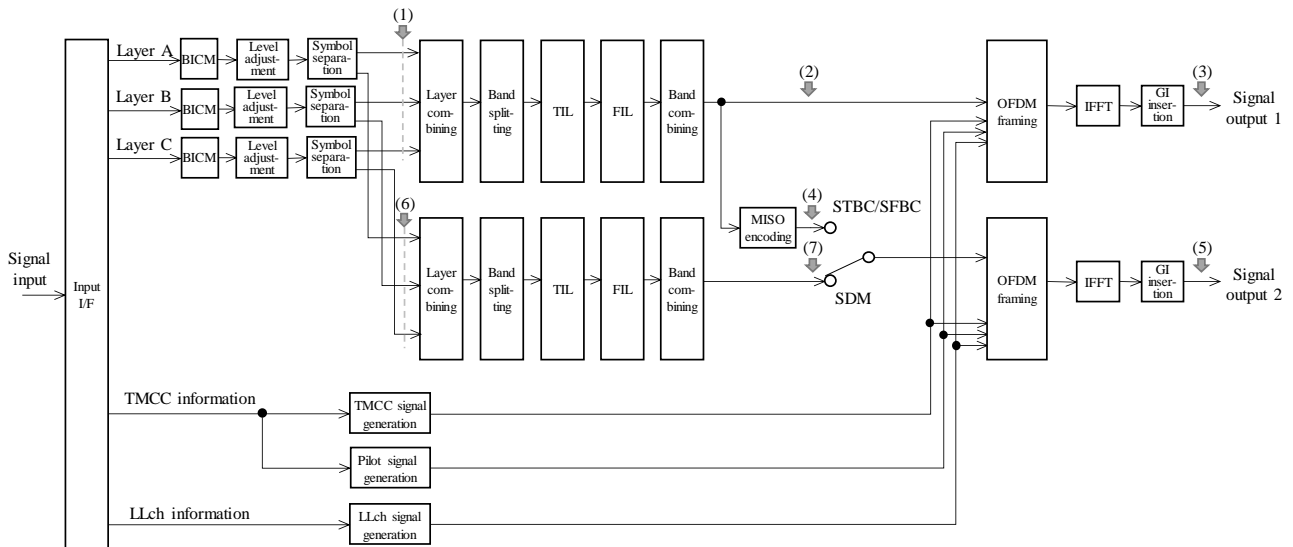 (1)
Layer A
BICM
Level
adjust-
ment
Symbol
separa-
tion
Layer B
BICM
Level
adjust-
ment
Symbol
separa-
tion
Layer C
BICM
Level
adjust-
ment
Symbol
separa-
tion
Layer
com-
bining
Band
split-
ting
TIL
FIL
Band
com-
bining
(2)
OFDM
framing
IFFT
GI
inser-
tion
(3)
Signal
output 1
(6)
MISO
encoding
(4)
STBC/SFBC
(7)
SDM
Signal
input
Input
I/F
Layer
com-
bining
Band
split-
ting
TIL
FIL
Band
com-
bining
OFDM
framing
IFFT
GI
inser-
tion
(5)
Signal
output 2
TMCC information
TMCC signal
generation
Pilot signal
generation
LLch information
LLch signal
generation